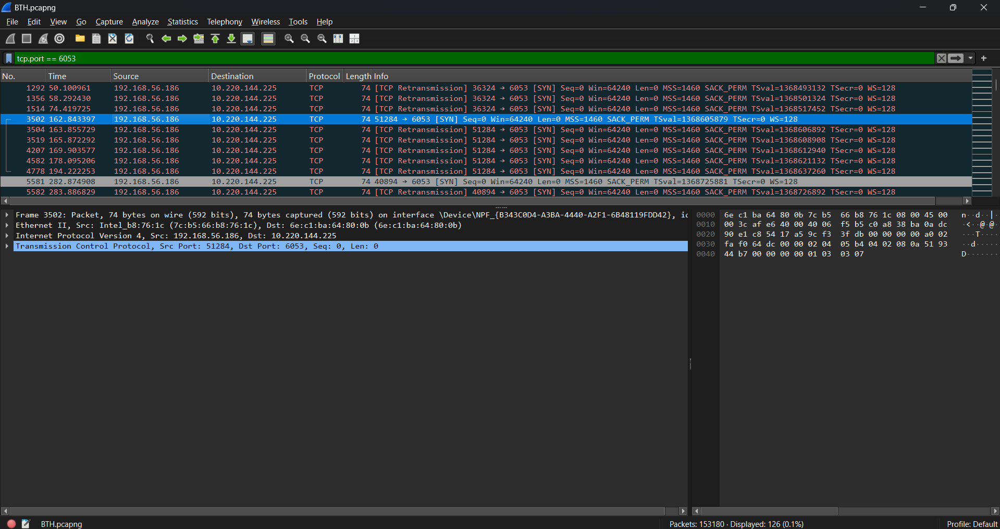 BTH.pcapng
File Edit View Go Capture Analyze Statistics Telephony Wireless Tools Help
tcp.port == 6053
No. Time Source Destination Protocol Length Info
1292 50.100961 192.168.56.186 10.220.144.225 TCP 74 [TCP Retransmission] 36324 → 6053 [SYN] Seq=0 Win=64240 Len=0 MSS=1460 SACK_PERM TSval=1368493132 TSecr=0 WS=128
1356 58.292430 192.168.56.186 10.220.144.225 TCP 74 [TCP Retransmission] 36324 → 6053 [SYN] Seq=0 Win=64240 Len=0 MSS=1460 SACK_PERM TSval=1368501324 TSecr=0 WS=128
1514 74.419725 192.168.56.186 10.220.144.225 TCP 74 [TCP Retransmission] 36324 → 6053 [SYN] Seq=0 Win=64240 Len=0 MSS=1460 SACK_PERM TSval=1368517452 TSecr=0 WS=128
3502 162.843397 192.168.56.186 10.220.144.225 TCP 74 51284 → 6053 [SYN] Seq=0 Win=64240 Len=0 MSS=1460 SACK_PERM TSval=1368605879 TSecr=0 WS=128
3504 163.855729 192.168.56.186 10.220.144.225 TCP 74 [TCP Retransmission] 51284 → 6053 [SYN] Seq=0 Win=64240 Len=0 MSS=1460 SACK_PERM TSval=1368606892 TSecr=0 WS=128
3519 165.872292 192.168.56.186 10.220.144.225 TCP 74 [TCP Retransmission] 51284 → 6053 [SYN] Seq=0 Win=64240 Len=0 MSS=1460 SACK_PERM TSval=1368608908 TSecr=0 WS=128
4207 169.903577 192.168.56.186 10.220.144.225 TCP 74 [TCP Retransmission] 51284 → 6053 [SYN] Seq=0 Win=64240 Len=0 MSS=1460 SACK_PERM TSval=1368612940 TSecr=0 WS=128
4582 178.095206 192.168.56.186 10.220.144.225 TCP 74 [TCP Retransmission] 51284 → 6053 [SYN] Seq=0 Win=64240 Len=0 MSS=1460 SACK_PERM TSval=1368621132 TSecr=0 WS=128
4778 194.222253 192.168.56.186 10.220.144.225 TCP 74 [TCP Retransmission] 51284 → 6053 [SYN] Seq=0 Win=64240 Len=0 MSS=1460 SACK_PERM TSval=1368637260 TSecr=0 WS=128
5581 282.874908 192.168.56.186 10.220.144.225 TCP 74 40894 → 6053 [SYN] Seq=0 Win=64240 Len=0 MSS=1460 SACK_PERM TSval=1368725881 TSecr=0 WS=128
5582 283.886829 192.168.56.186 10.220.144.225 TCP 74 [TCP Retransmission] 40894 → 6053 [SYN] Seq=0 Win=64240 Len=0 MSS=1460 SACK_PERM TSval=1368726892 TSecr=0 WS=128
Frame 3502: Packet, 74 bytes on wire (592 bits), 74 bytes captured (592 bits) on interface \Device\NPF_{B343C0D4-A3BA-4440-A2F1-6B48119FDD42},
Ethernet II, Src: Intel_b8:76:1c (7c:b5:66:b8:76:1c), Dst: 6e:c1:ba:64:80:0b (6e:c1:ba:64:80:0b)
Internet Protocol Version 4, Src: 192.168.56.186, Dst: 10.220.144.225
Transmission Control Protocol, Src Port: 51284, Dst Port: 6053, Seq: 0, Len: 0
0000 6e c1 ba 64 80 0b 7c b5 66 b8 76 1c 08 00 45 00 n··d··|·
0010 00 3c af e6 40 00 40 06 f5 b5 c0 a8 38 ba 0a dc ·<··@·@·
0020 90 e1 c8 54 17 a5 9c f3 3f db 00 00 00 00 a0 02 ···T····
0030 fa f0 64 dc 00 00 02 04 05 b4 04 02 08 0a 51 93 ··d·····
0040 44 b7 00 00 00 00 01 03 03 07 D·······
BTH.pcapng
Packets: 153180 · Displayed: 126 (0.1%)
Profile: Default